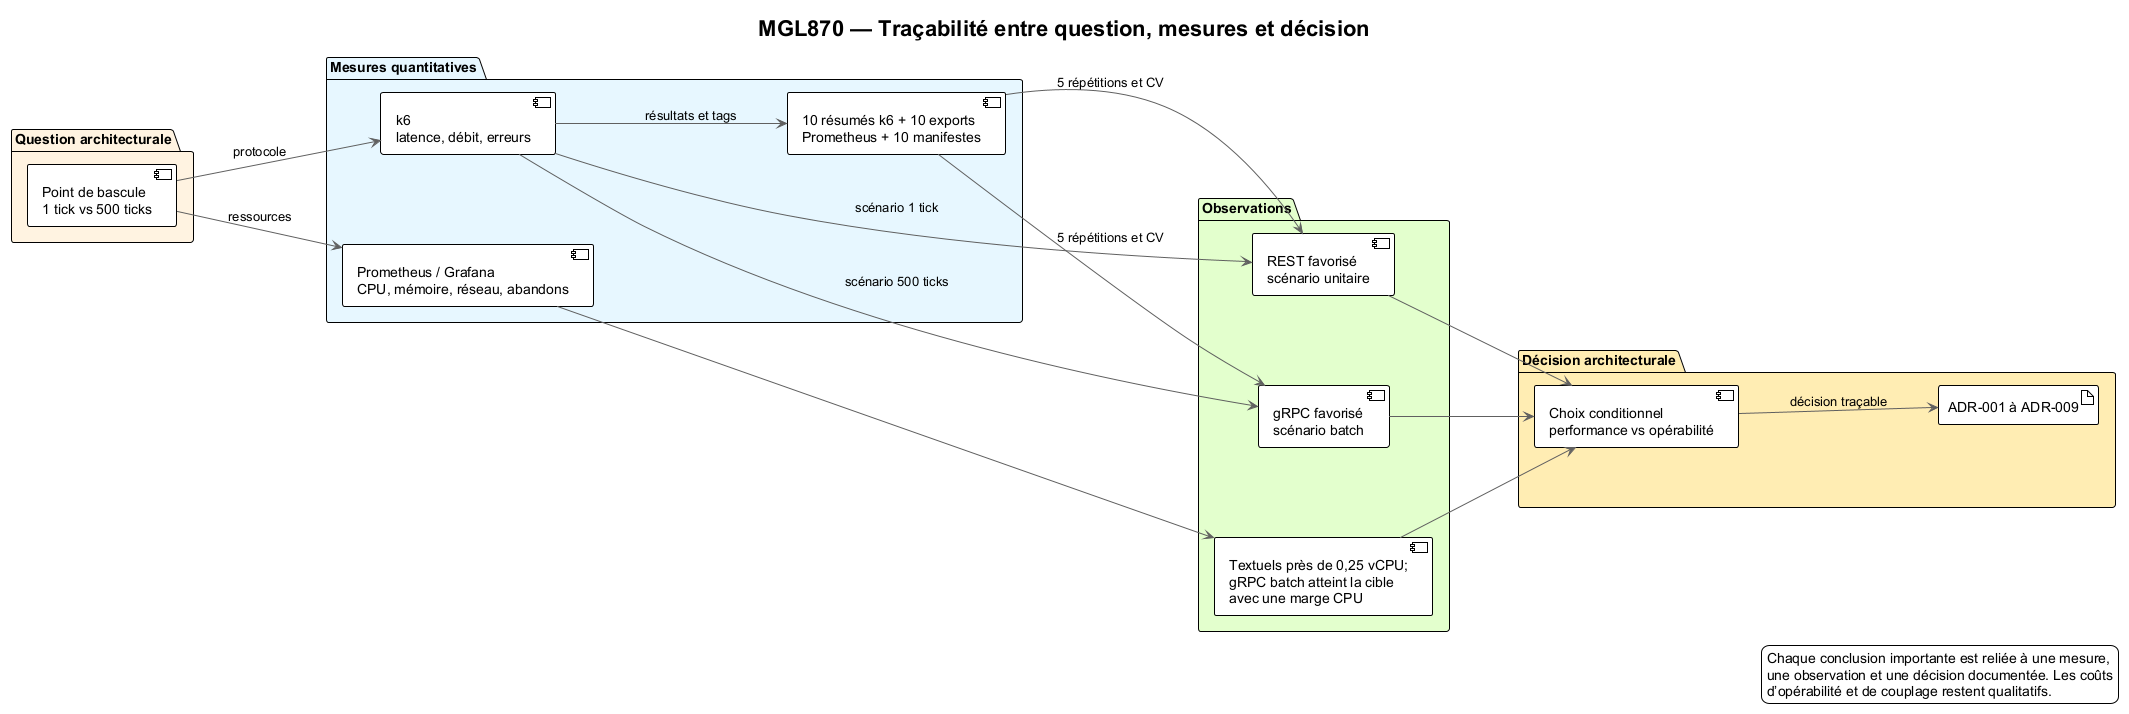 MGL870 — Traçabilité entre question, mesures et décision
Question architecturale
Point de bascule
1 tick vs 500 ticks
protocole
ressources
Mesures quantitatives
k6
latence, débit, erreurs
résultats et tags
10 résumés k6 + 10 exports
Prometheus + 10 manifestes
Prometheus / Grafana
CPU, mémoire, réseau, abandons
5 répétitions et CV
scénario 1 tick
5 répétitions et CV
scénario 500 ticks
Observations
REST favorisé
scénario unitaire
gRPC favorisé
scénario batch
Textuels près de 0,25 vCPU;
gRPC batch atteint la cible
avec une marge CPU
Décision architecturale
Choix conditionnel
performance vs opérabilité
décision traçable
ADR-001 à ADR-009
Chaque conclusion importante est reliée à une mesure,
une observation et une décision documentée. Les coûts
d'opérabilité et de couplage restent qualitatifs.